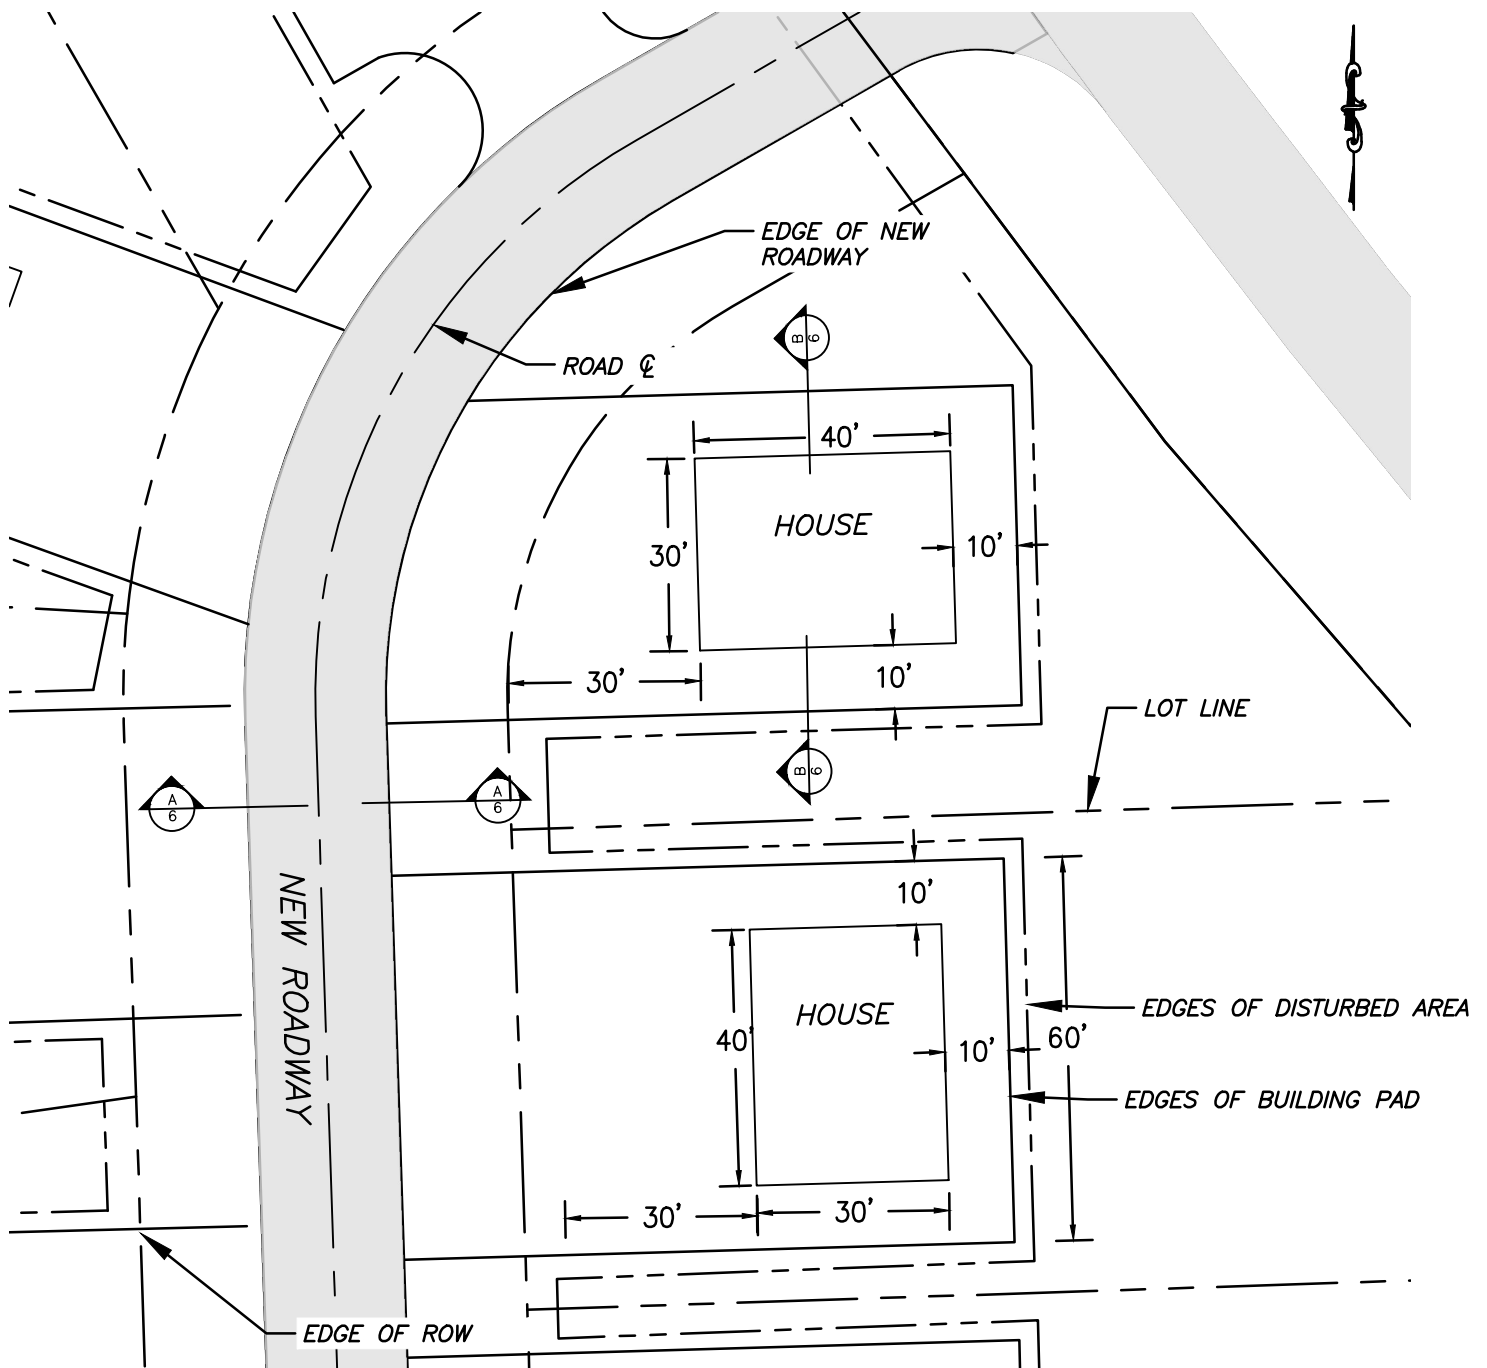 EDGE OF NEW
ROADWAY
B
6
ROAD ℄
40'
HOUSE
30'
10'
30'
10'
LOT LINE
B
6
A
6
A
6
10'
NEW ROADWAY
40'
HOUSE
10'
60'
EDGES OF DISTURBED AREA
EDGES OF BUILDING PAD
30'
30'
EDGE OF ROW